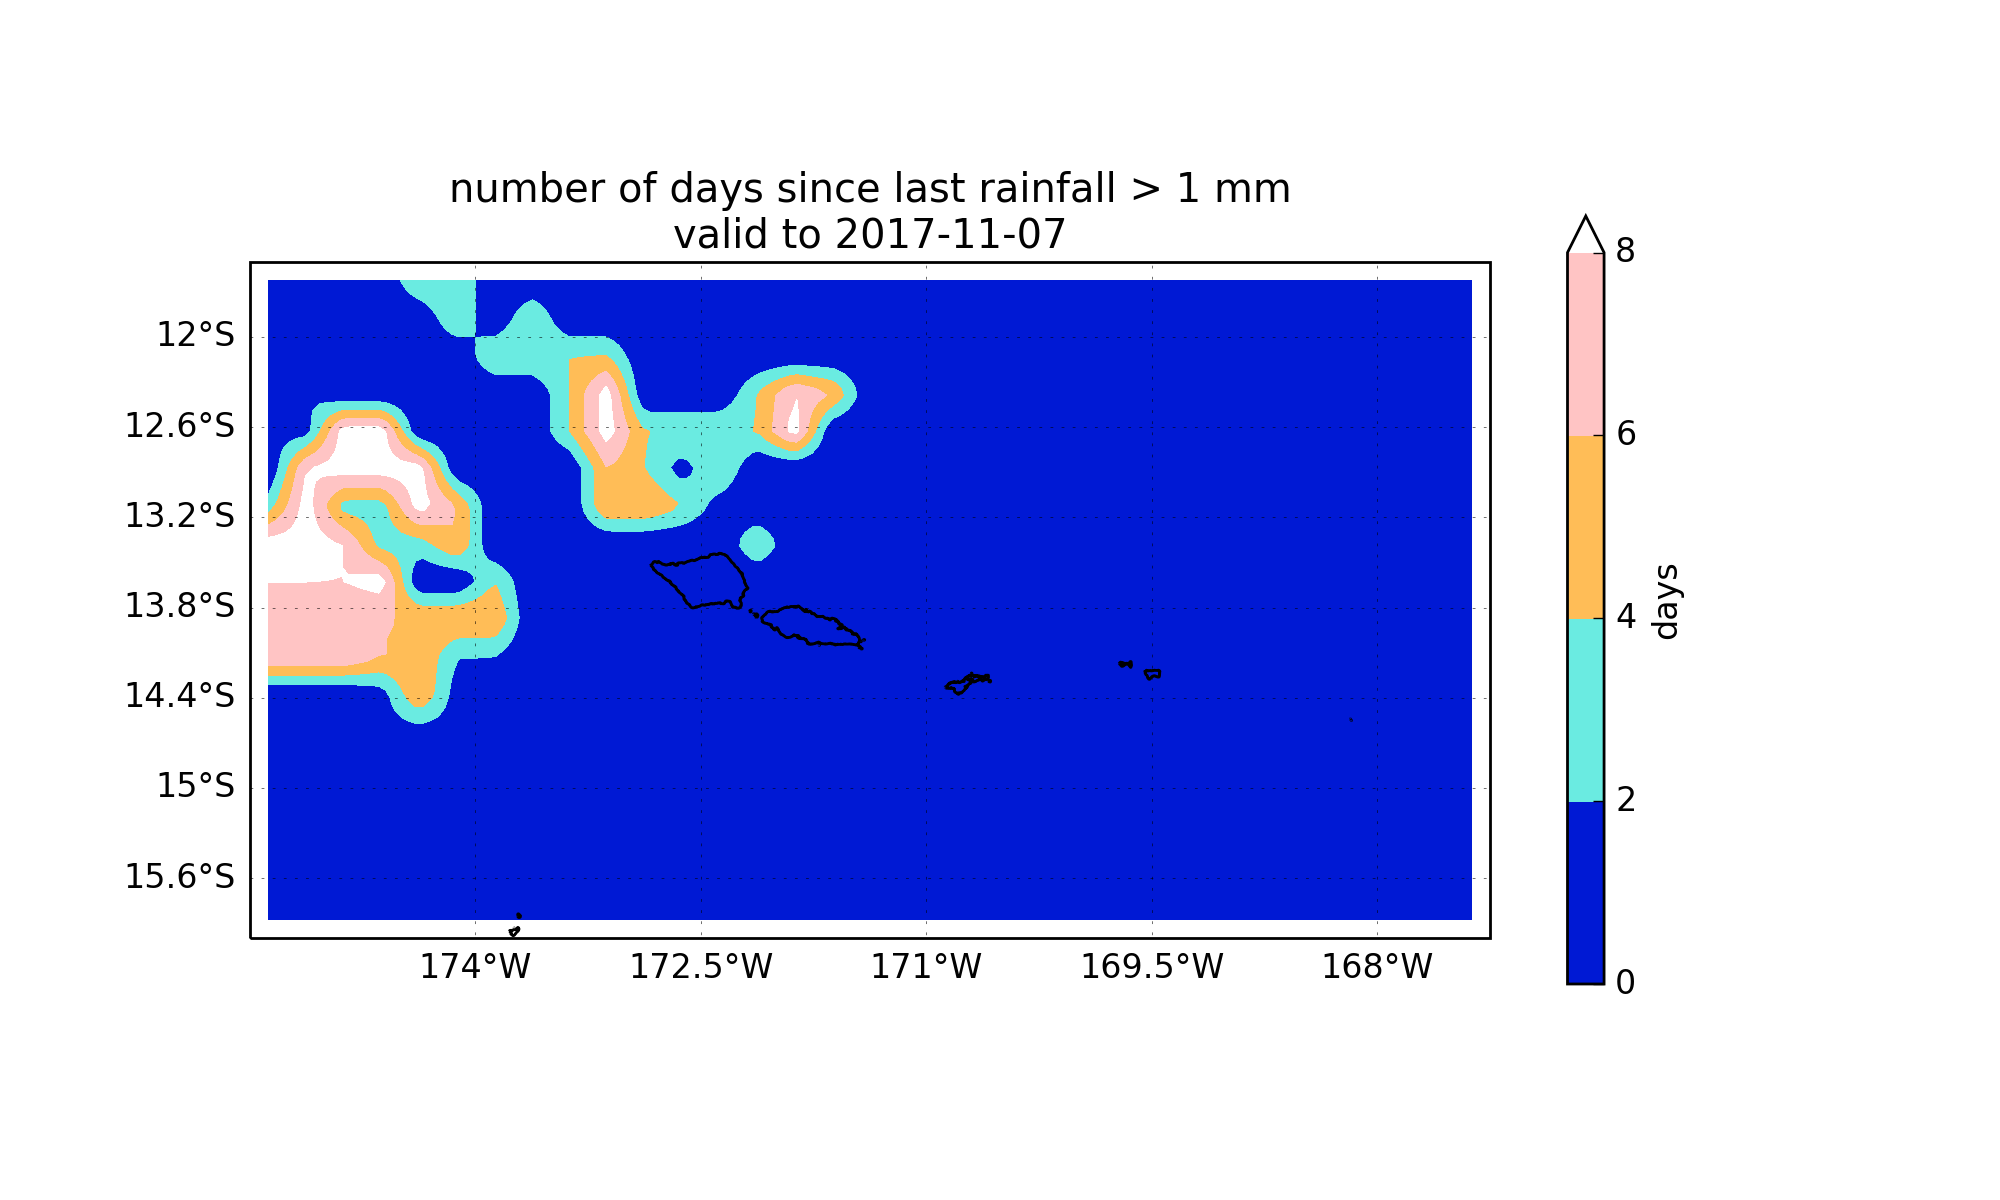 number of days since last rainfall > 1 mm
valid to 2017-11-07
12°S
12.6°S
13.2°S
13.8°S
14.4°S
15°S
15.6°S
174°W 172.5°W 171°W 169.5°W 168°W
8
6
4
2
0
days